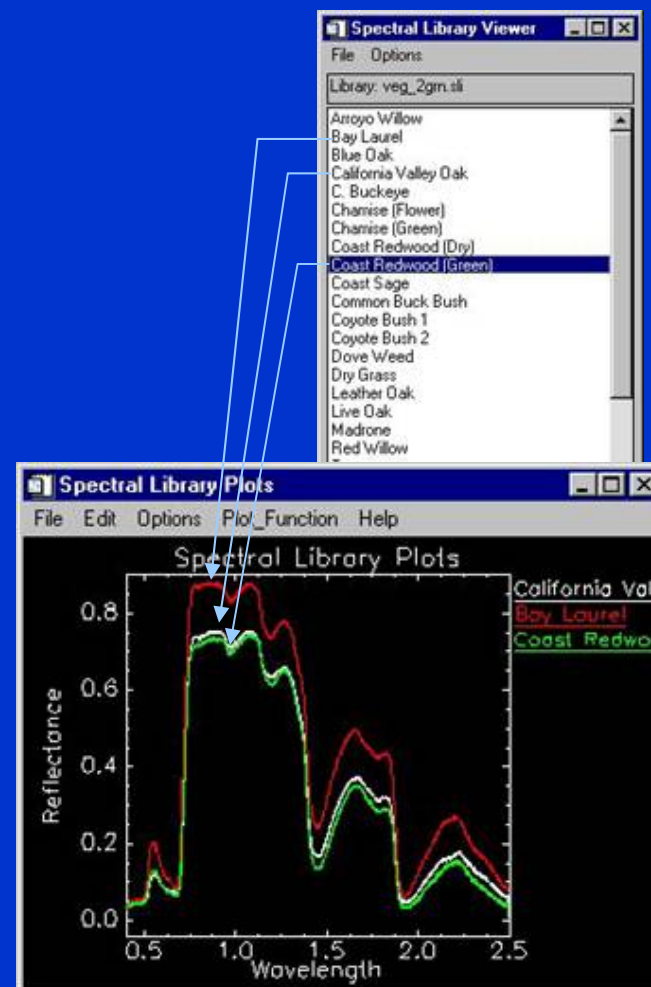 Spectral Library Viewer
File Options
Library: veg_2grn.sli
Arroyo Willow
Bay Laurel
Blue Oak
California Valley Oak
C. Buckeye
Chamise (Flower)
Chamise (Green)
Coast Redwood (Dry)
Coast Redwood (Green)
Coast Sage
Common Buck Bush
Coyote Bush 1
Coyote Bush 2
Dove Weed
Dry Grass
Leather Oak
Live Oak
Madrone
Red Willow
Spectral Library Plots
File Edit Options Plot_Function Help
Spectral Library Plots
California Val
Bay Laurel
Coast Redwo
0.8
0.6
0.4
0.2
0.0
Reflectance
0.5 1.0 1.5 2.0 2.5
Wavelength